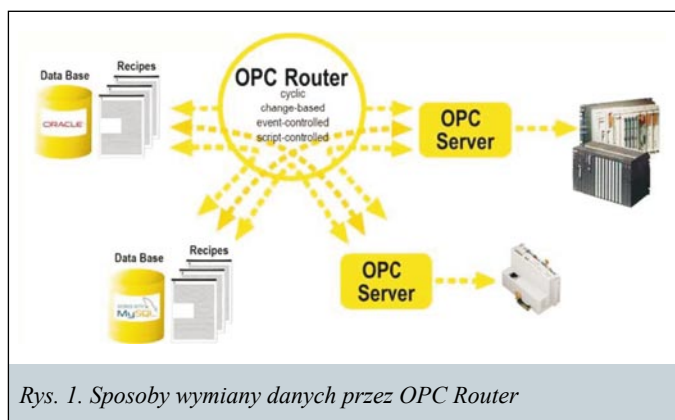 OPC Router
cyclic
change-based
event-controlled
script-controlled
Data Base
Recipes
ORACLE
OPC
Server
Data Base
Recipes
MySQL
OPC
Server
Rys. 1. Sposoby wymiany danych przez OPC Router